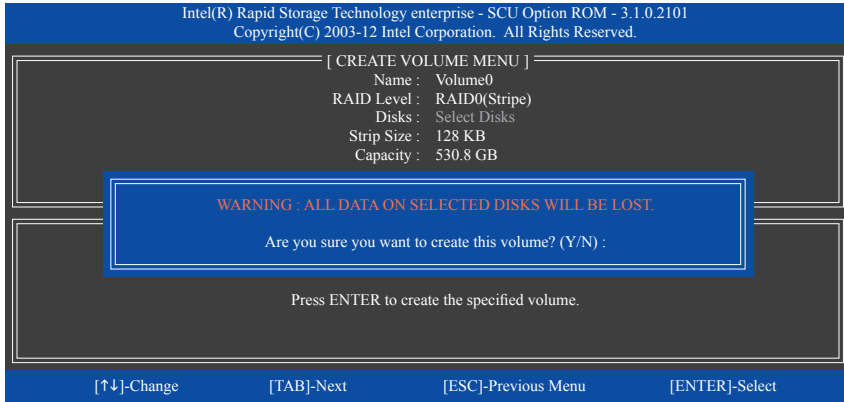 Intel(R) Rapid Storage Technology enterprise - SCU Option ROM - 3.1.0.2101
Copyright(C) 2003-12 Intel Corporation.  All Rights Reserved.
[ CREATE VOLUME MENU ]
Name :  Volume0
RAID Level :  RAID0(Stripe)
Disks :  Select Disks
Strip Size :  128 KB
Capacity :  530.8 GB
WARNING : ALL DATA ON SELECTED DISKS WILL BE LOST.
Are you sure you want to create this volume? (Y/N) :
Press ENTER to create the specified volume.
[↑↓]-Change [TAB]-Next [ESC]-Previous Menu [ENTER]-Select